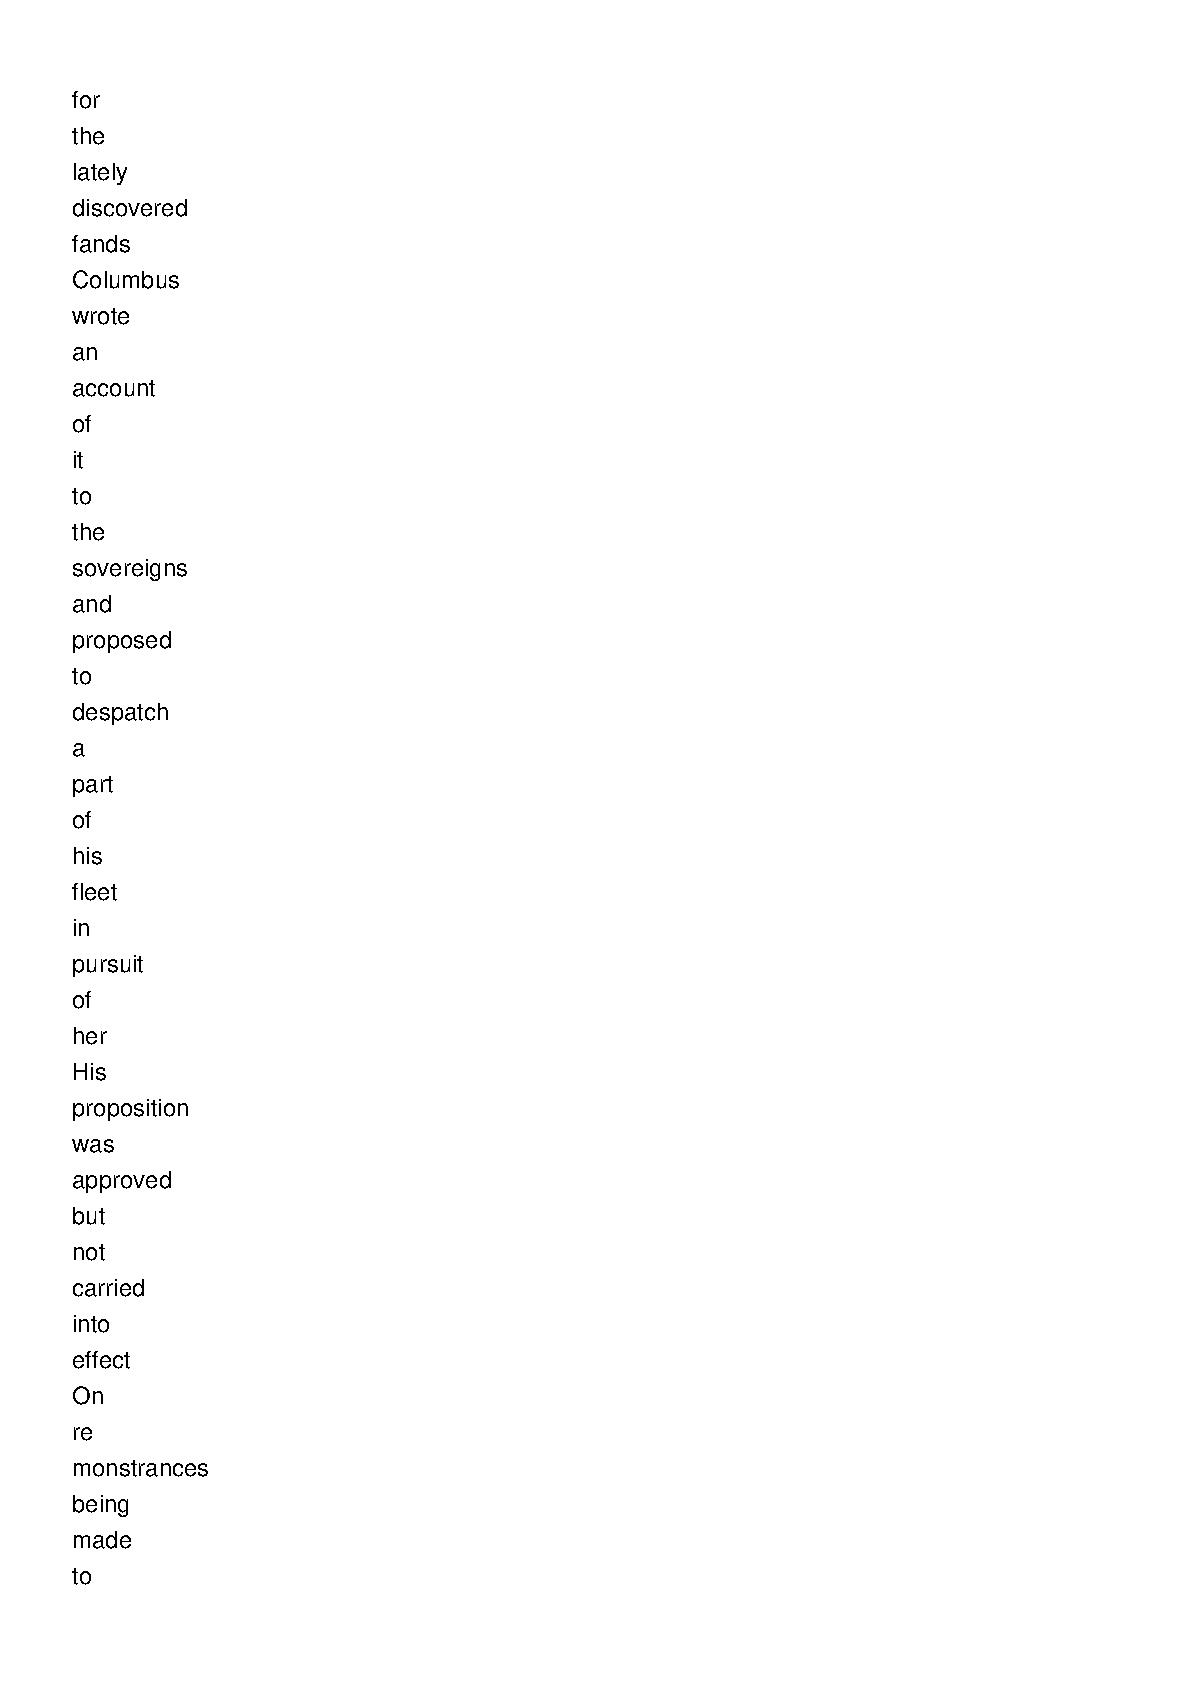 for
the
lately
discovered
fands
Columbus
wrote
an
account
of
it
to
the
sovereigns
and
proposed
to
despatch
a
part
of
his
fleet
in
pursuit
of
her
His
proposition
was
approved
but
not
carried
into
effect
On
re
monstrances
being
made
to